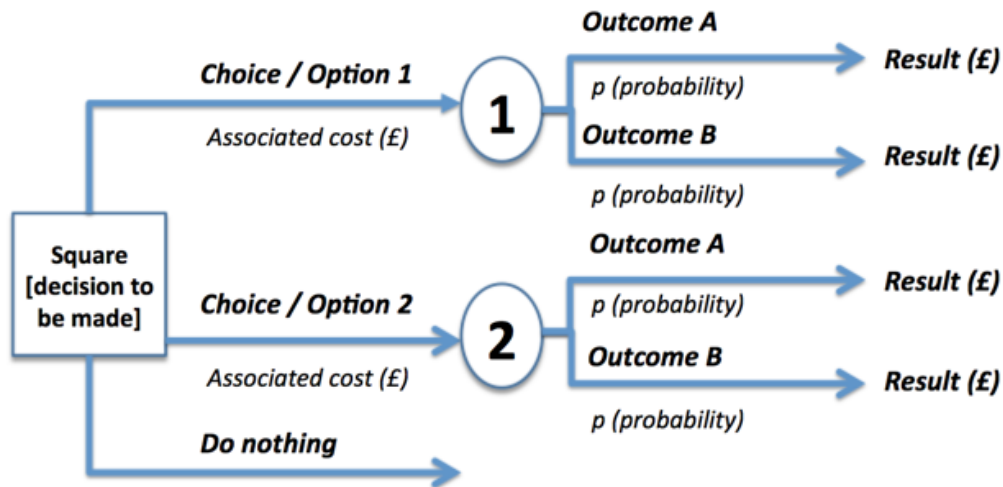 Outcome A
Choice / Option 1
Result (£)
p (probability)
1
Associated cost (£)
Outcome B
Result (£)
p (probability)
Square
[decision to
be made]
Outcome A
Choice / Option 2
Result (£)
p (probability)
2
Associated cost (£)
Outcome B
Result (£)
p (probability)
Do nothing